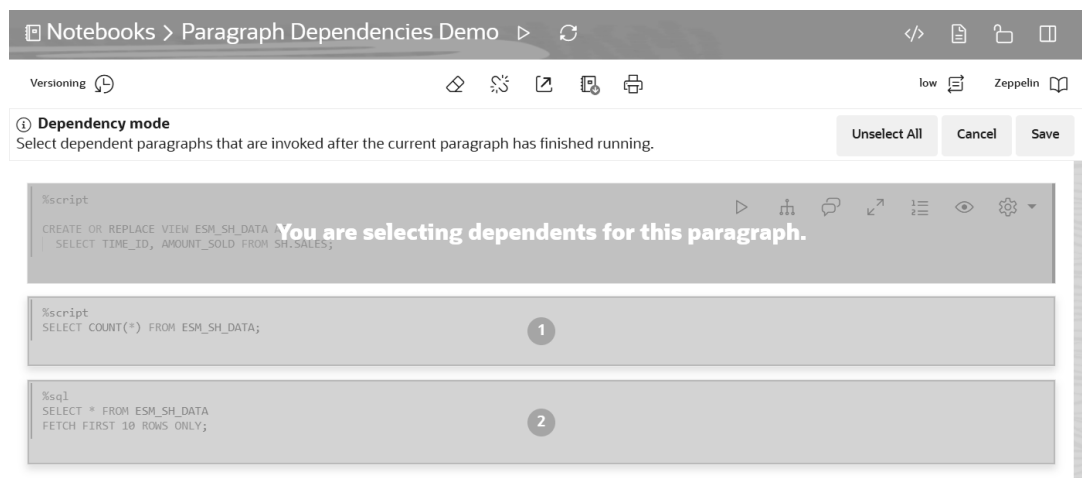 Notebooks > Paragraph Dependencies Demo
Versioning
low
Zeppelin
Dependency mode
Select dependent paragraphs that are invoked after the current paragraph has finished running.
Unselect All
Cancel
Save
%script
CREATE OR REPLACE VIEW ESM_SH_DATA
SELECT TIME_ID, AMOUNT_SOLD FROM SH.SALES;
You are selecting dependents for this paragraph.
%script
SELECT COUNT(*) FROM ESM_SH_DATA;
1
%sql
SELECT * FROM ESM_SH_DATA
FETCH FIRST 10 ROWS ONLY;
2